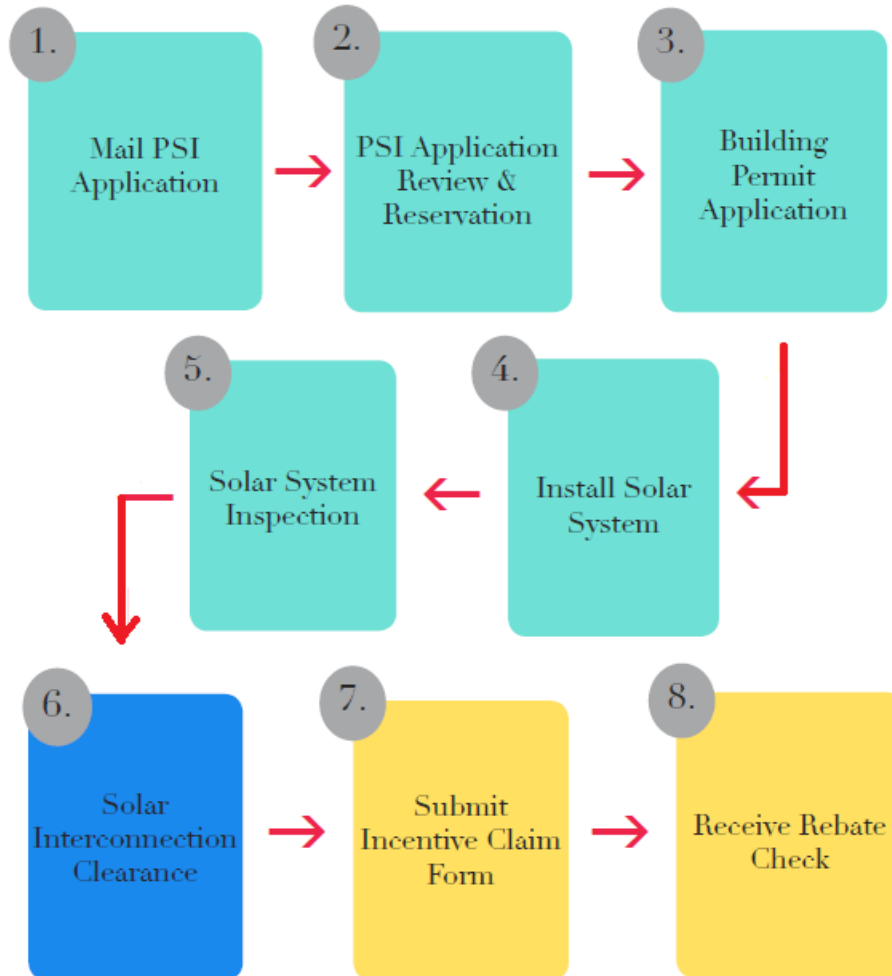 1.
Mail PSI
Application
2.
PSI Application
Review &
Reservation
3.
Building
Permit
Application
4.
Install Solar
System
5.
Solar System
Inspection
6.
Solar
Interconnection
Clearance
7.
Submit
Incentive Claim
Form
8.
Receive Rebate
Check